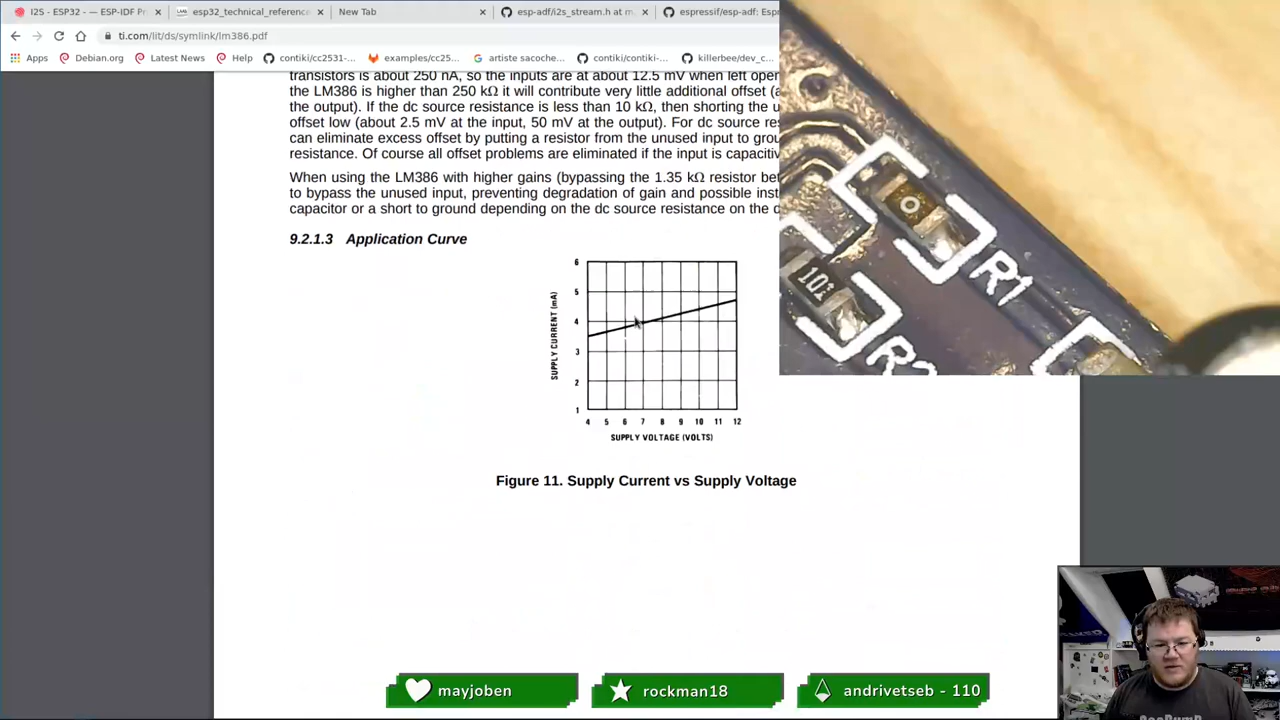 I2S - ESP32 - — ESP-IDF Pr
esp32_technical_referenc
New Tab
esp-adf/i2s_stream.h at m
espressif/esp-adf: Espr
ti.com/lit/ds/symlink/lm386.pdf
Apps
Debian.org
Latest News
Help
contiki/cc2531-...
examples/cc25...
artiste sacoche...
contiki/contiki-...
killerbee/dev_c...
transistors is about 250 nA, so the inputs are at about 12.5 mV when left open
the LM386 is higher than 250 kΩ it will contribute very little additional offset (a
the output). If the dc source resistance is less than 10 kΩ, then shorting the u
offset low (about 2.5 mV at the input, 50 mV at the output). For dc source res
can eliminate excess offset by putting a resistor from the unused input to grou
resistance. Of course all offset problems are eliminated if the input is capacitiv
When using the LM386 with higher gains (bypassing the 1.35 kΩ resistor bet
to bypass the unused input, preventing degradation of gain and possible inst
capacitor or a short to ground depending on the dc source resistance on the d
9.2.1.3 Application Curve
SUPPLY CURRENT (mA)
6
5
4
3
2
1
4 5 6 7 8 9 10 11 12
SUPPLY VOLTAGE (VOLTS)
Figure 11. Supply Current vs Supply Voltage
0
R1
R2
mayjoben
rockman18
andrivetseb - 110